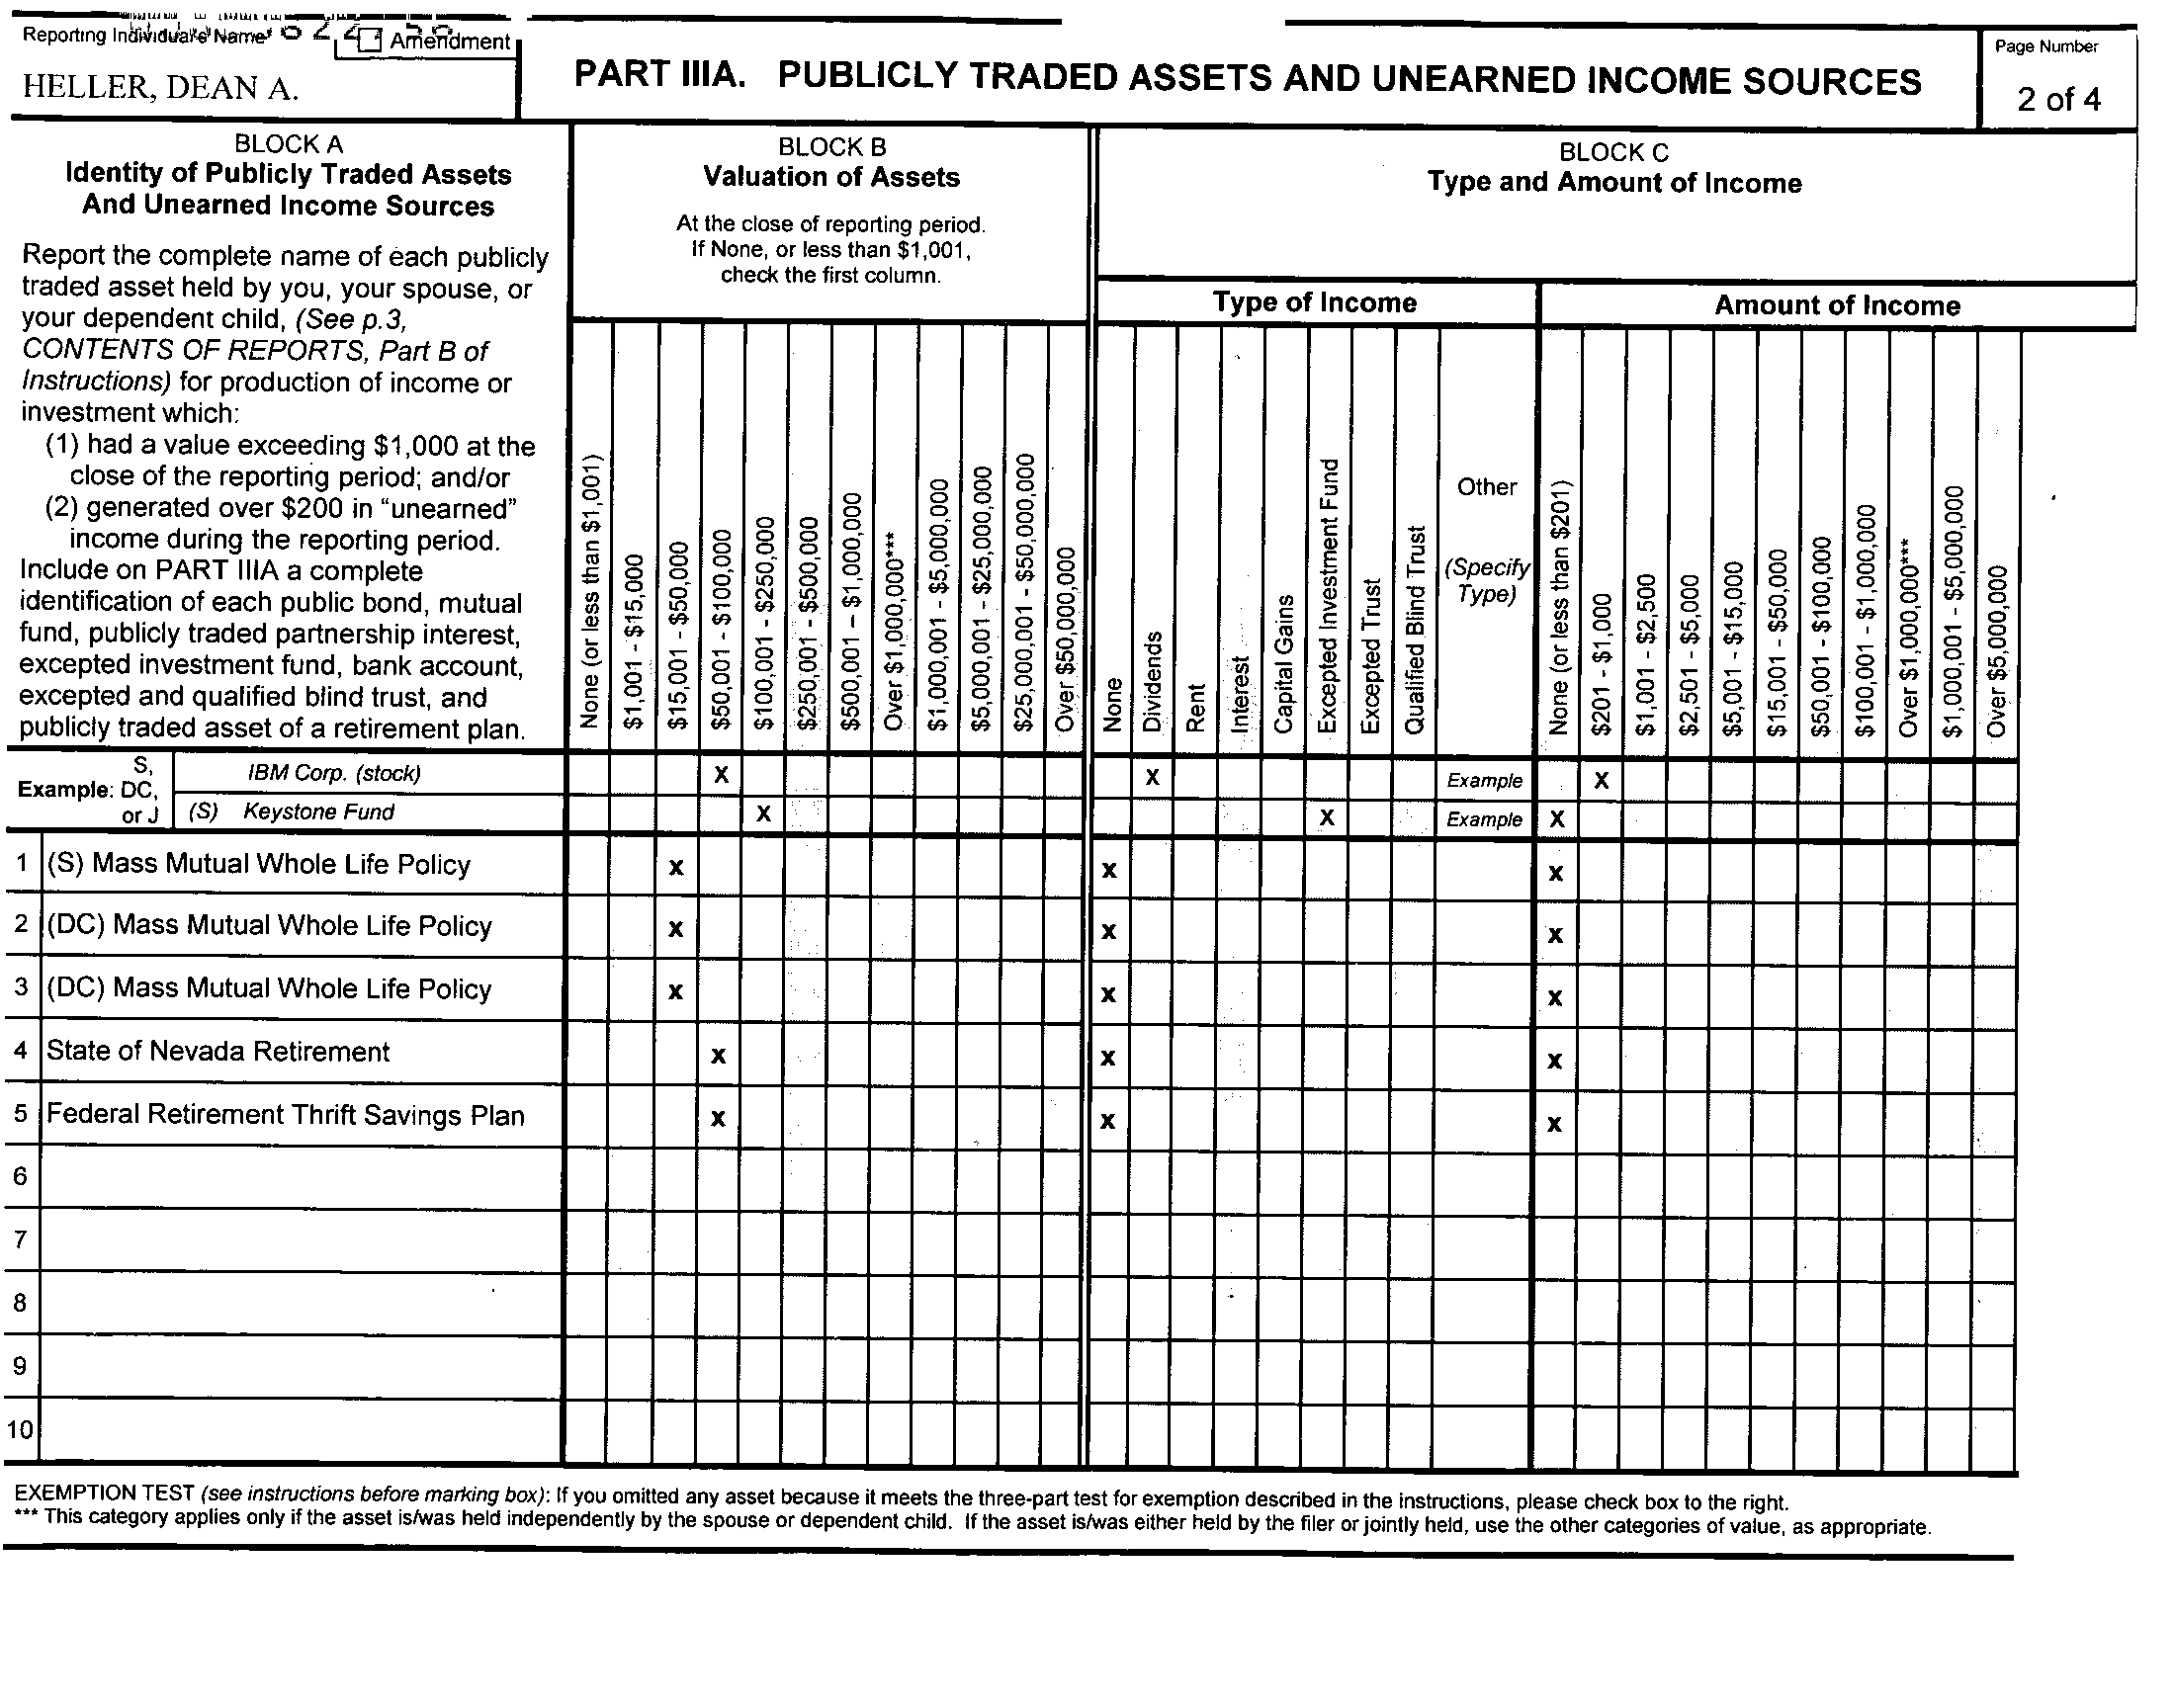 Reporting Individual's Name
Amendment
HELLER, DEAN A.
PART IIIA. PUBLICLY TRADED ASSETS AND UNEARNED INCOME SOURCES
Page Number
2 of 4
BLOCK A
Identity of Publicly Traded Assets
And Unearned Income Sources
Report the complete name of each publicly
traded asset held by you, your spouse, or
your dependent child, (See p.3,
CONTENTS OF REPORTS, Part B of
Instructions) for production of income or
investment which:
(1) had a value exceeding $1,000 at the
close of the reporting period; and/or
(2) generated over $200 in "unearned"
income during the reporting period.
Include on PART IIIA a complete
identification of each public bond, mutual
fund, publicly traded partnership interest,
excepted investment fund, bank account,
excepted and qualified blind trust, and
publicly traded asset of a retirement plan.
BLOCK B
Valuation of Assets
At the close of reporting period.
If None, or less than $1,001,
check the first column.
None (or less than $1,001)
$1,001 - $15,000
$15,001 - $50,000
$50,001 - $100,000
$100,001 - $250,000
$250,001 - $500,000
$500,001 – $1,000,000
Over $1,000,000***
$1,000,001 - $5,000,000
$5,000,001 - $25,000,000
$25,000,001 - $50,000,000
Over $50,000,000
BLOCK C
Type and Amount of Income
Type of Income
None
Dividends
Rent
Interest
Capital Gains
Excepted Investment Fund
Excepted Trust
Qualified Blind Trust
Other
(Specify
Type)
Amount of Income
None (or less than $201)
$201 - $1,000
$1,001 - $2,500
$2,501 - $5,000
$5,001 - $15,000
$15,001 - $50,000
$50,001 - $100,000
$100,001 - $1,000,000
Over $1,000,000***
$1,000,001 - $5,000,000
Over $5,000,000
Example: S, DC, or J
IBM Corp. (stock) X X Example X
(S) Keystone Fund X X Example X
1 (S) Mass Mutual Whole Life Policy X X X
2 (DC) Mass Mutual Whole Life Policy X X X
3 (DC) Mass Mutual Whole Life Policy X X X
4 State of Nevada Retirement X X X
5 Federal Retirement Thrift Savings Plan X X X
6
7
8
9
10
EXEMPTION TEST (see instructions before marking box): If you omitted any asset because it meets the three-part test for exemption described in the instructions, please check box to the right.
*** This category applies only if the asset is/was held independently by the spouse or dependent child. If the asset is/was either held by the filer or jointly held, use the other categories of value, as appropriate.